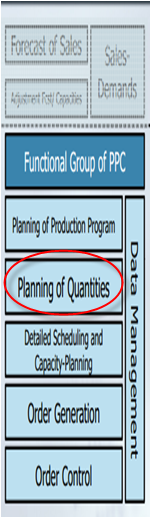 Forecast of Sales
Sales-
Demands
Adjustment Fcst/ Capacities
Functional Group of PPC
Planning of Production Program
Planning of Quantities
Detailed Scheduling and
Capacity-Planning
Order Generation
Order Control
Data Management